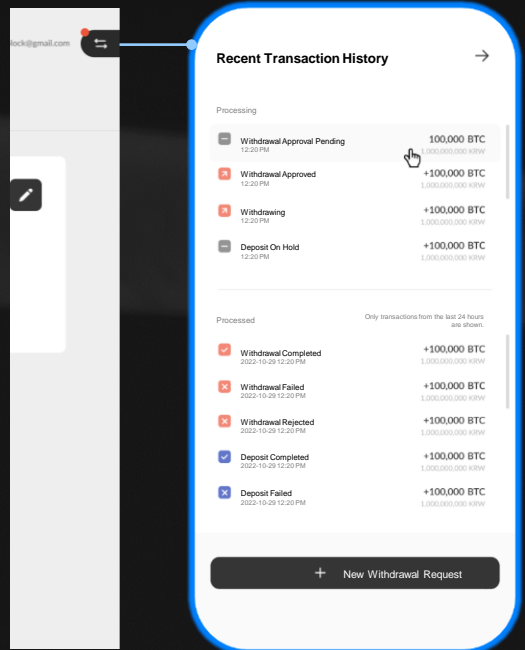 lock@gmail.com
Recent Transaction History
Processing
Withdrawal Approval Pending
100,000 BTC
12:20 PM
1,000,000,000 KRW
Withdrawal Approved
+100,000 BTC
12:20 PM
1,000,000,000 KRW
Withdrawing
+100,000 BTC
12:20 PM
1,000,000,000 KRW
Deposit On Hold
+100,000 BTC
12:20 PM
1,000,000,000 KRW
Processed
Only transactions from the last 24 hours
are shown.
Withdrawal Completed
+100,000 BTC
2022-10-29 12:20 PM
1,000,000,000 KRW
Withdrawal Failed
+100,000 BTC
2022-10-29 12:20 PM
1,000,000,000 KRW
Withdrawal Rejected
+100,000 BTC
2022-10-29 12:20 PM
1,000,000,000 KRW
Deposit Completed
+100,000 BTC
2022-10-29 12:20 PM
1,000,000,000 KRW
Deposit Failed
+100,000 BTC
2022-10-29 12:20 PM
1,000,000,000 KRW
New Withdrawal Request